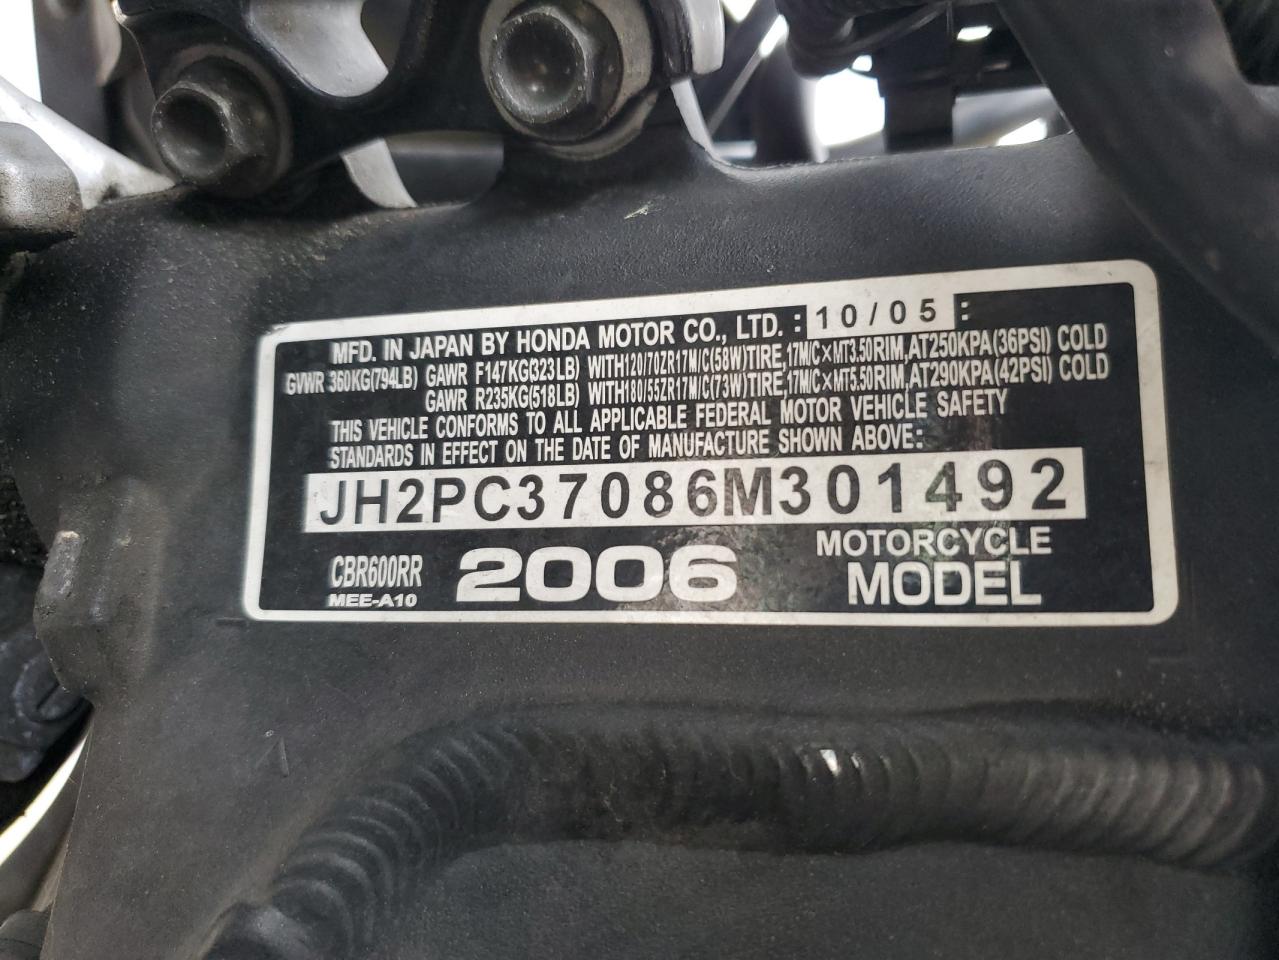 MFD. IN JAPAN BY HONDA MOTOR CO., LTD. : 10/05 :
GVWR 360KG(794LB) GAWR F147KG(323LB) WITH120/70ZR17M/C(58W)TIRE,17M/C×MT3.50RIM,AT250KPA(36PSI) COLD
GAWR R235KG(518LB) WITH180/55ZR17M/C(73W)TIRE,17M/C×MT5.50RIM,AT290KPA(42PSI) COLD
THIS VEHICLE CONFORMS TO ALL APPLICABLE FEDERAL MOTOR VEHICLE SAFETY
STANDARDS IN EFFECT ON THE DATE OF MANUFACTURE SHOWN ABOVE:
JH2PC37086M301492
CBR600RR 2006 MOTORCYCLE
MEE-A10 MODEL